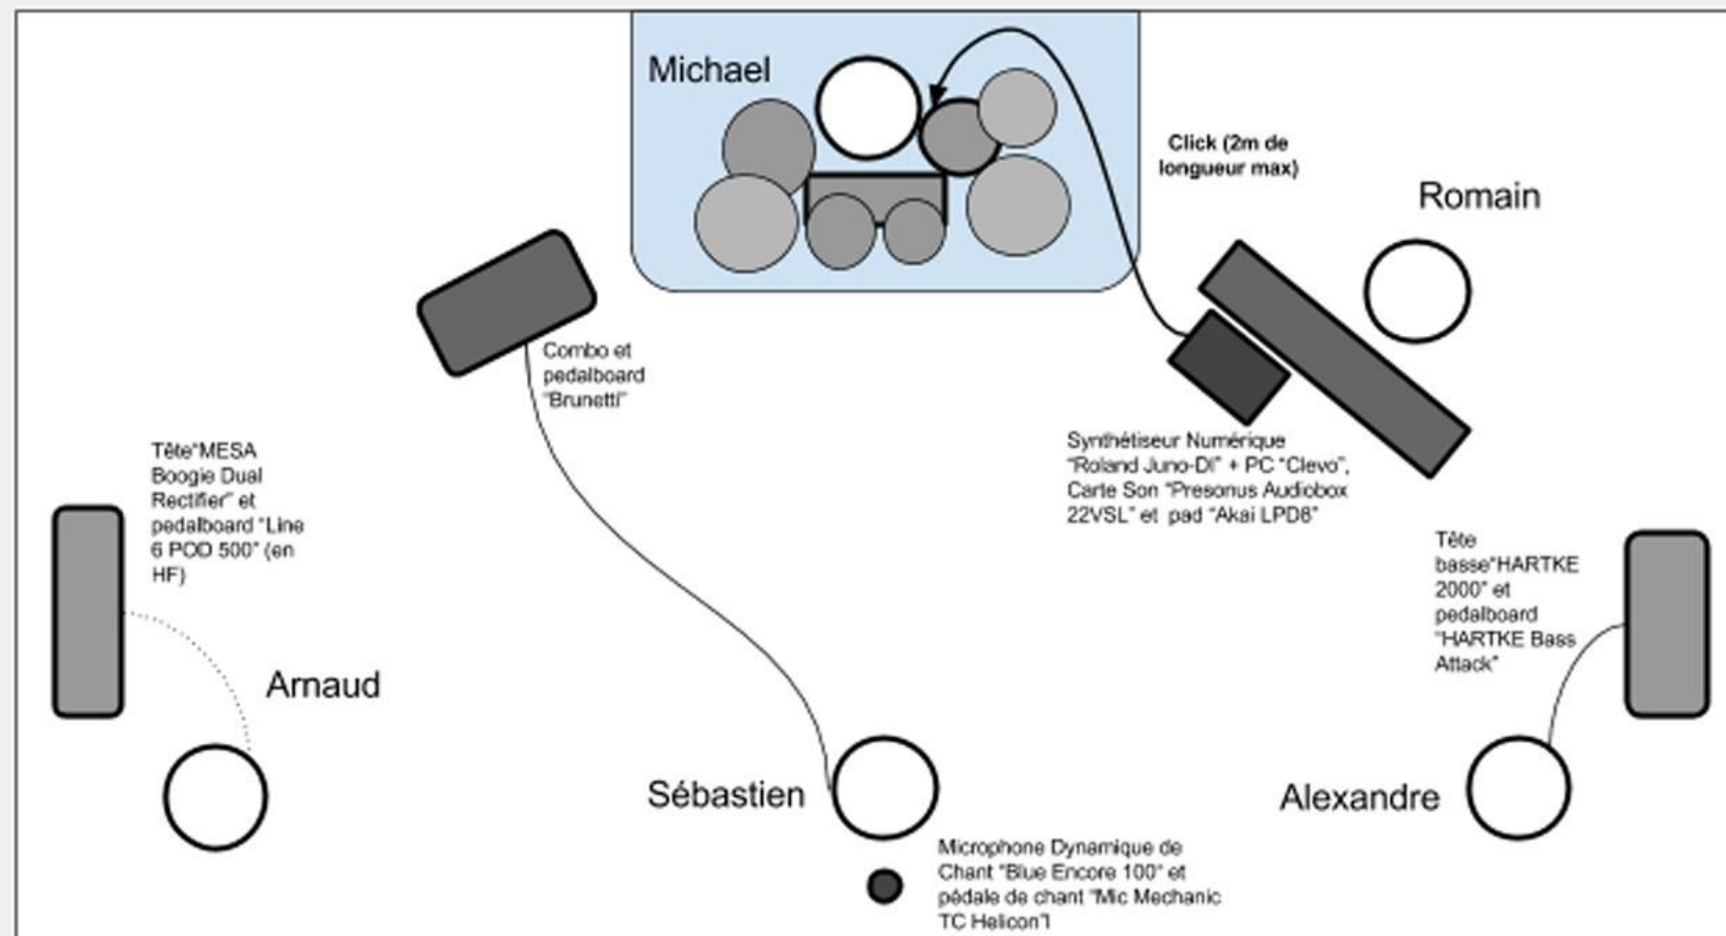 Michael
Click (2m de
longueur max)
Romain
Combo et
pedalboard
"Brunetti"
Synthétiseur Numérique
"Roland Juno-DI" + PC "Clevo",
Carte Son "Presonus Audiobox
22VSL" et pad "Akai LPD8"
Tête"MESA
Boogie Dual
Rectifier" et
pedalboard "Line
6 POD 500" (en
HF)
Tête
basse"HARTKE
2000" et
pedalboard
"HARTKE Bass
Attack"
Arnaud
Sébastien
Alexandre
Microphone Dynamique de
Chant "Blue Encore 100" et
pédale de chant "Mic Mechanic
TC Helicon"l